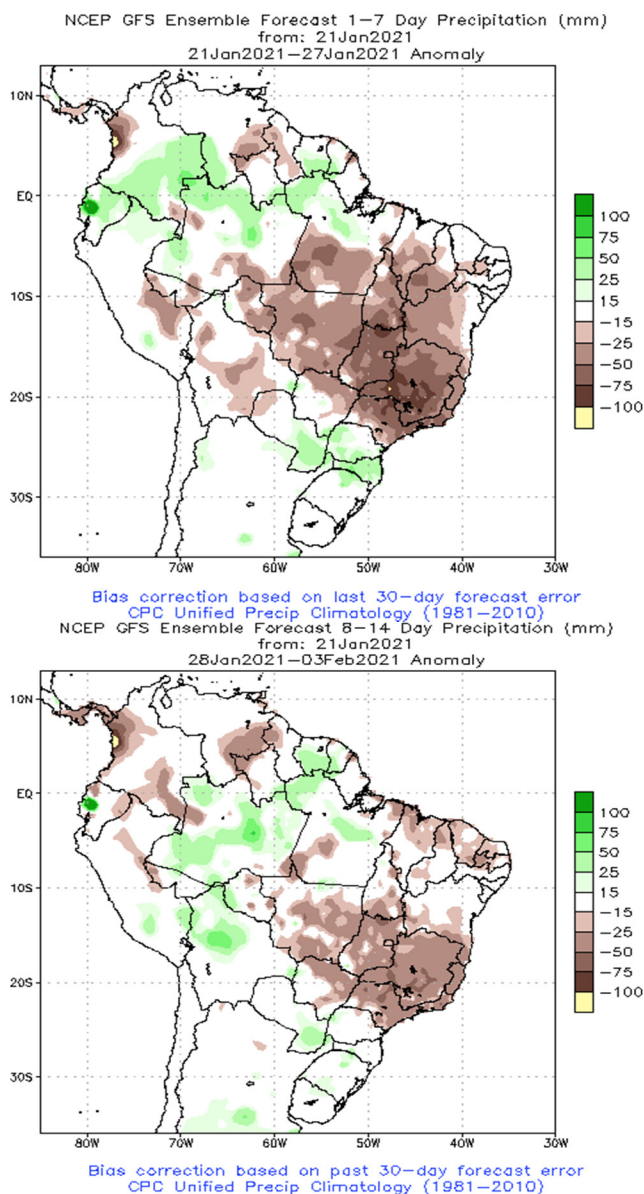 NCEP GFS Ensemble Forecast 1-7 Day Precipitation (mm)
from: 21Jan2021
21Jan2021-27Jan2021 Anomaly
10N
EQ
10S
20S
30S
80W
70W
60W
50W
40W
30W
100
75
50
25
15
-15
-25
-50
-75
-100
Bias correction based on last 30-day forecast error
CPC Unified Precip Climatology (1981-2010)
NCEP GFS Ensemble Forecast 8-14 Day Precipitation (mm)
from: 21Jan2021
28Jan2021-03Feb2021 Anomaly
10N
EQ
10S
20S
30S
80W
70W
60W
50W
40W
30W
100
75
50
25
15
-15
-25
-50
-75
-100
Bias correction based on past 30-day forecast error
CPC Unified Precip Climatology (1981-2010)